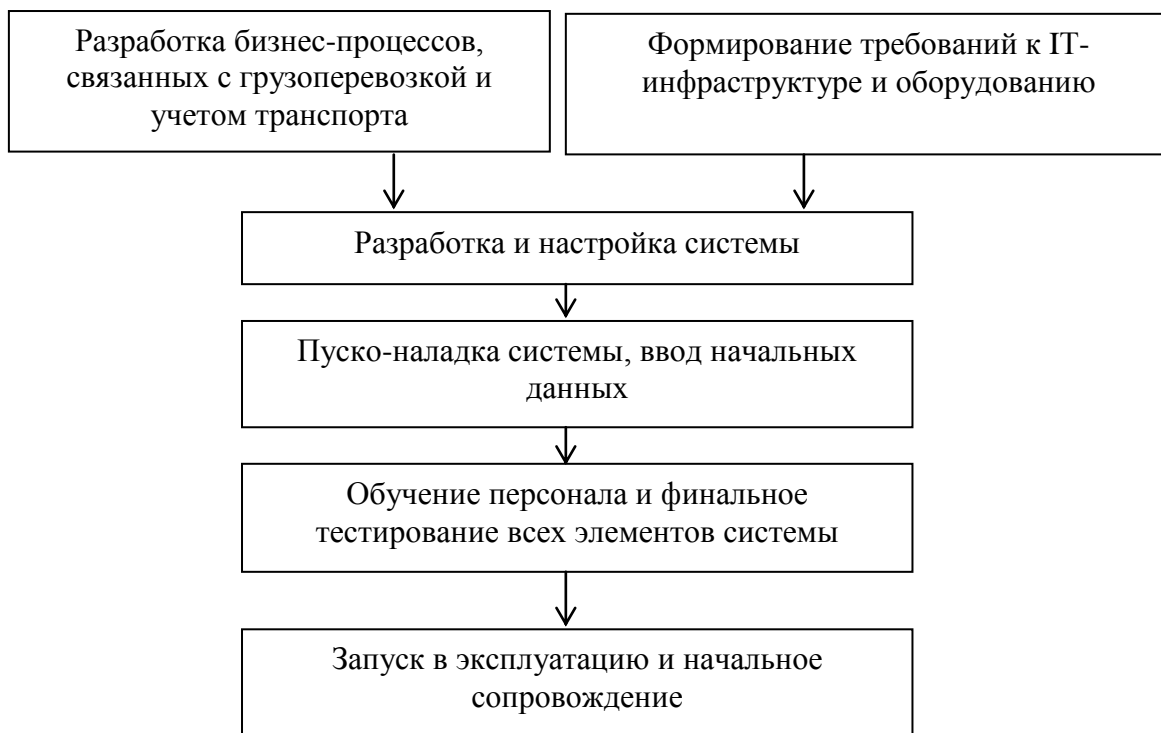 Разработка бизнес-процессов,
связанных с грузоперевозкой и
учетом транспорта
Формирование требований к IT-
инфраструктуре и оборудованию
Разработка и настройка системы
Пуско-наладка системы, ввод начальных
данных
Обучение персонала и финальное
тестирование всех элементов системы
Запуск в эксплуатацию и начальное
сопровождение